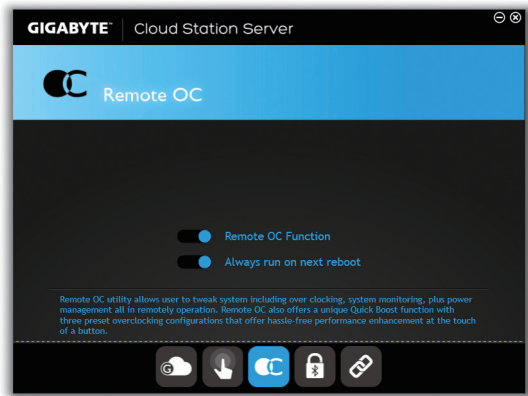 GIGABYTE™ Cloud Station Server
Remote OC
Remote OC Function
Always run on next reboot
Remote OC utility allows user to tweak system including over clocking, system monitoring, plus power
management all in remotely operation. Remote OC also offers a unique Quick Boost function with
three preset overclocking configurations that offer hassle-free performance enhancement at the touch
of a button.
G